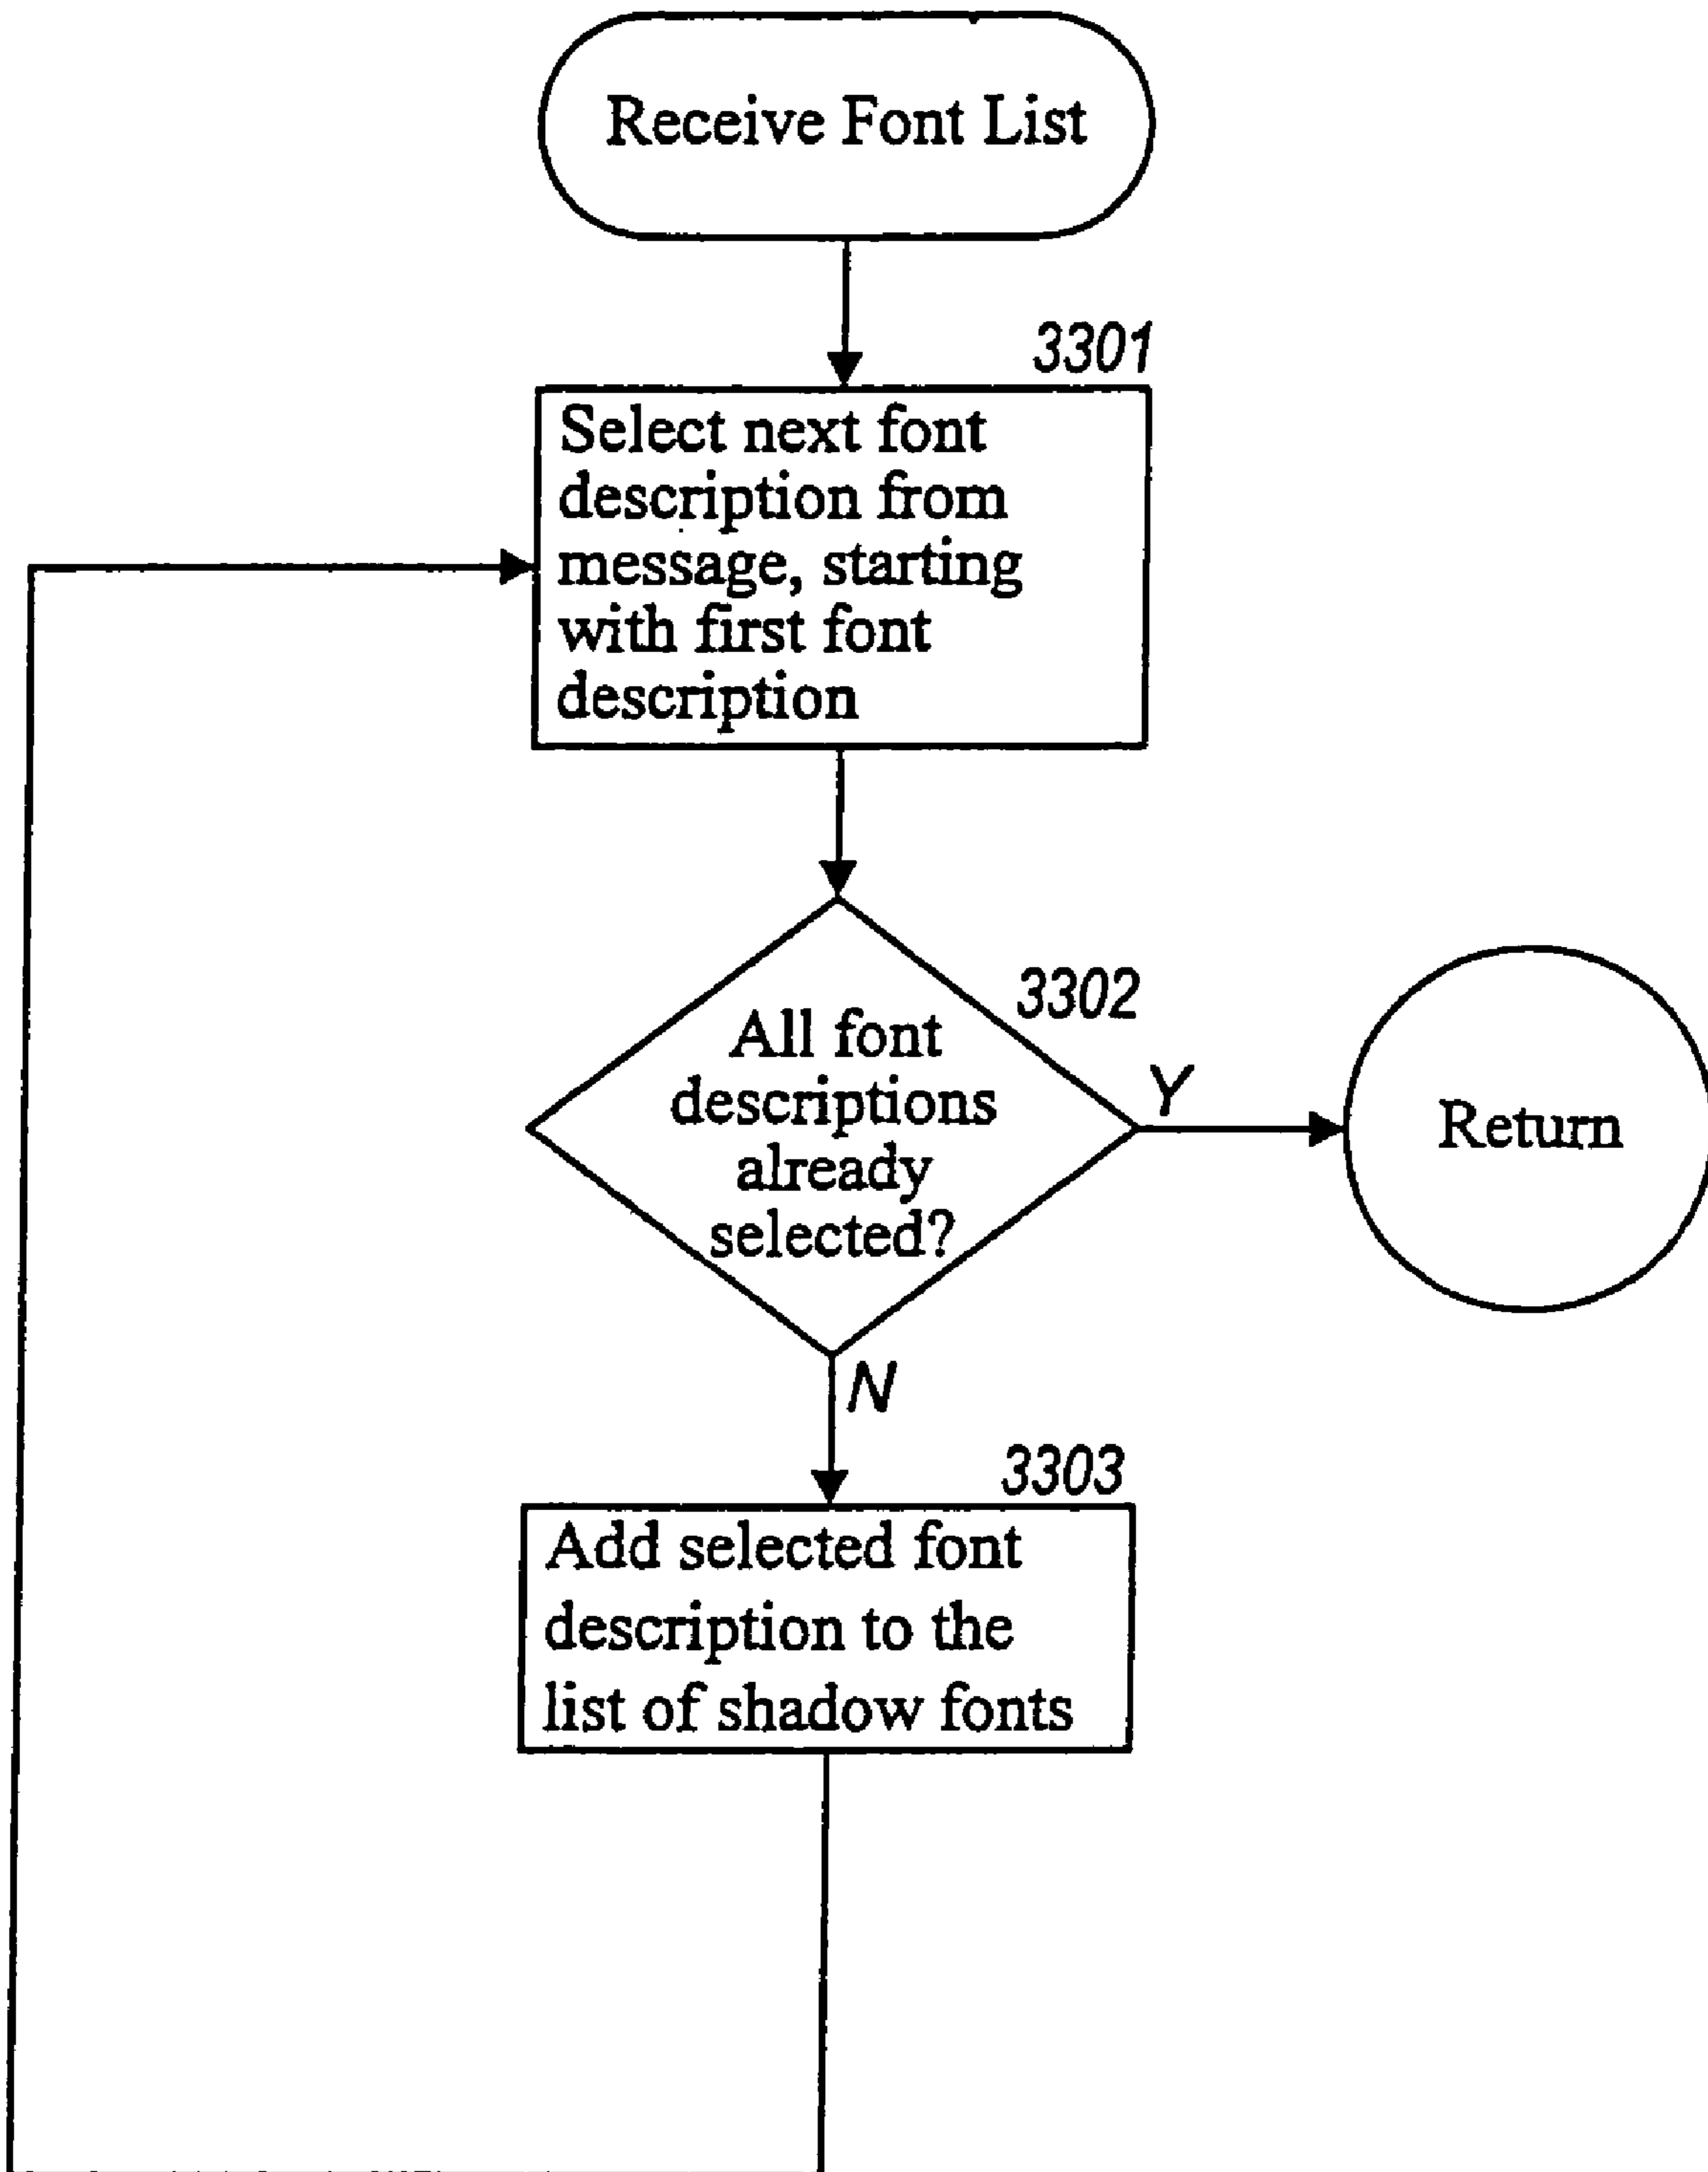 Receive Font List
3301
Select next font
description from
message, starting
with first font
description
3302
All font
descriptions
already
selected?
Y
Return
N
3303
Add selected font
description to the
list of shadow fonts